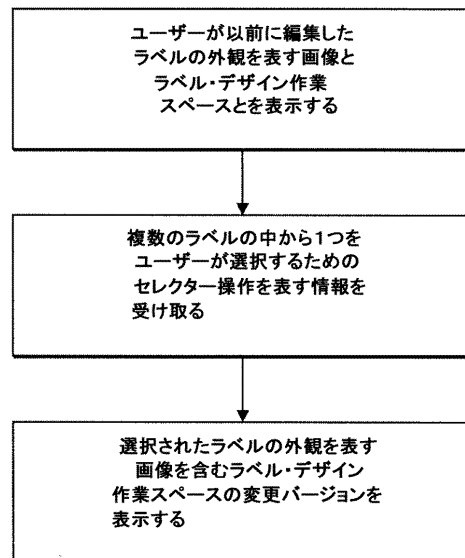 ユーザーが以前に編集した
ラベルの外観を表す画像と
ラベル・デザイン作業
スペースとを表示する
複数のラベルの中から1つを
ユーザーが選択するための
セレクター操作を表す情報を
受け取る
選択されたラベルの外観を表す
画像を含むラベル・デザイン
作業スペースの変更バージョンを
表示する